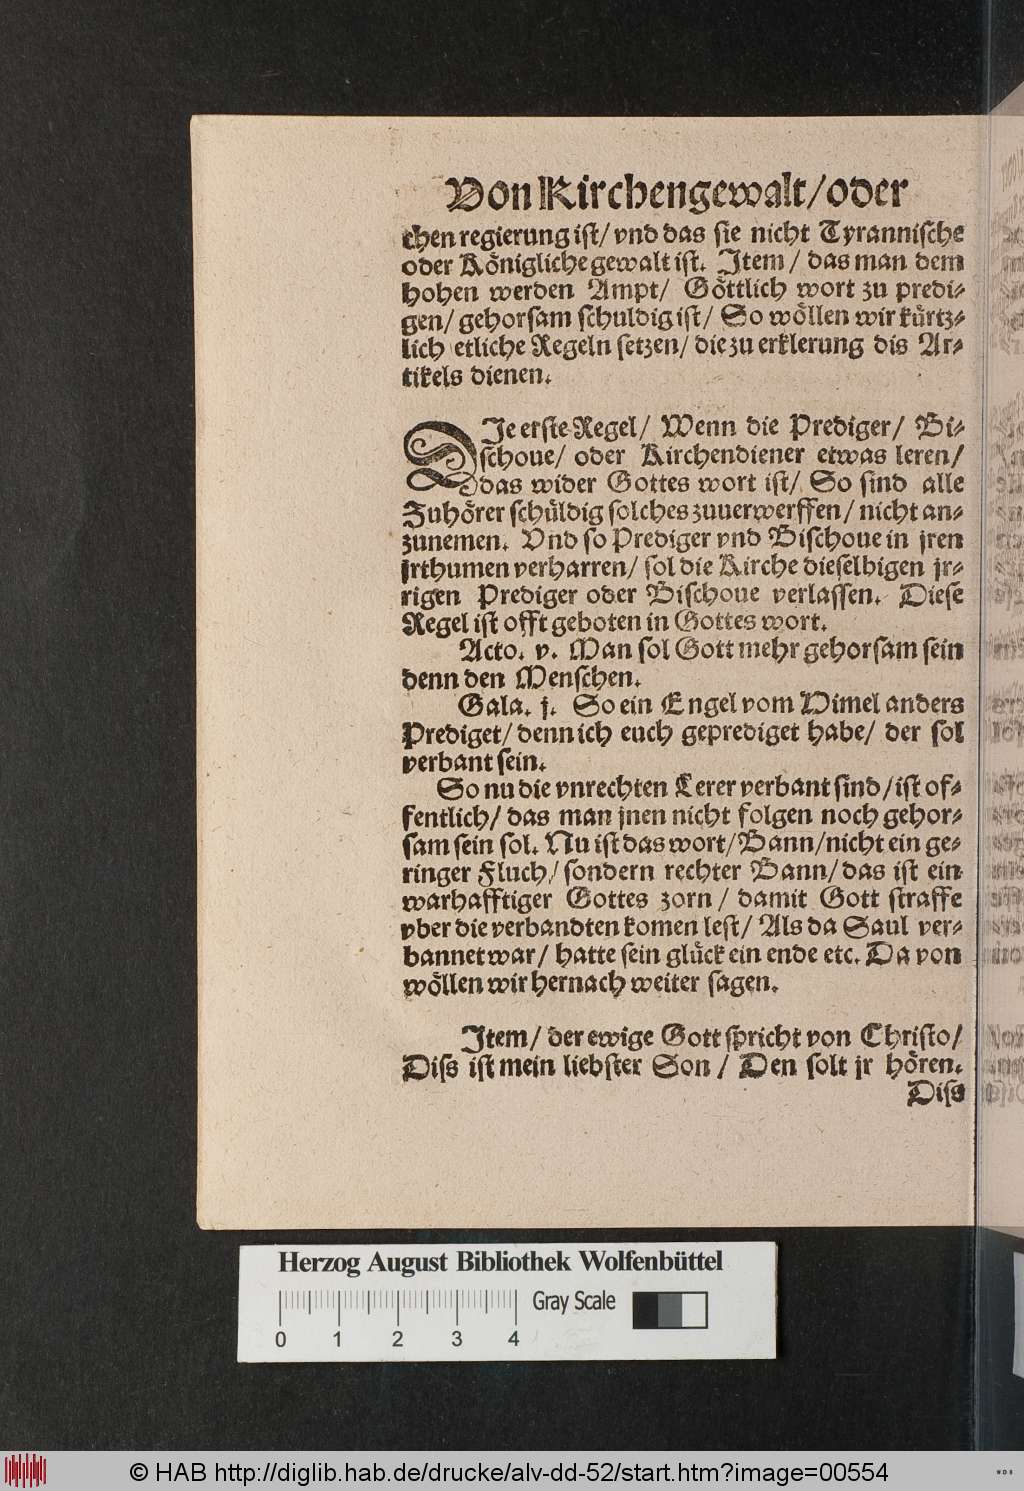 Von Kirchengewalt/oder
chen regierung ist/ vnd das sie nicht Tyrannische
oder Königliche gewalt ist. Item/ das man dem
hohen werden Ampt/ Göttlich wort zu predi-
gen/ gehorsam schuldig ist/ So wöllen wir kürtz-
lich etliche Regeln setzen/ die zu erklerung dis Ar-
tikels dienen.
DIe erste Regel/ Wenn die Prediger/ Bi-
schoue/ oder Kirchendiener etwas leren/
das wider Gottes wort ist/ So sind alle
Zuhörer schüldig solches zuuerwerffen/ nicht an-
zunemen. Vnd so Prediger vnd Bischoue in jren
jrthumen verharren/ sol die Kirche dieselbigen jr-
rigen Prediger oder Bischoue verlassen. Diese
Regel ist offt geboten in Gottes wort.
Acto. v. Man sol Gott mehr gehorsam sein
denn den Menschen.
Gala. j. So ein Engel vom Himel anders
Prediget/ denn ich euch geprediget habe/ der sol
verbant sein.
So nu die vnrechten Lerer verbant sind/ ist of-
fentlich/ das man jnen nicht folgen noch gehor-
sam sein sol. Nu ist das wort/ Bann/ nicht ein ge-
ringer Fluch/ sondern rechter Bann/ das ist ein
warhafftiger Gottes zorn/ damit Gott straffe
vber die verbandten komen lest/ Als da Saul ver-
bannet war/ hatte sein glück ein ende etc. Da von
wöllen wir hernach weiter sagen.
Item/ der ewige Gott spricht von Christo/
Diss ist mein liebster Son/ Den solt jr hören.
Diss
Herzog August Bibliothek Wolfenbüttel
Gray Scale
0 1 2 3 4
© HAB http://diglib.hab.de/drucke/alv-dd-52/start.htm?image=00554